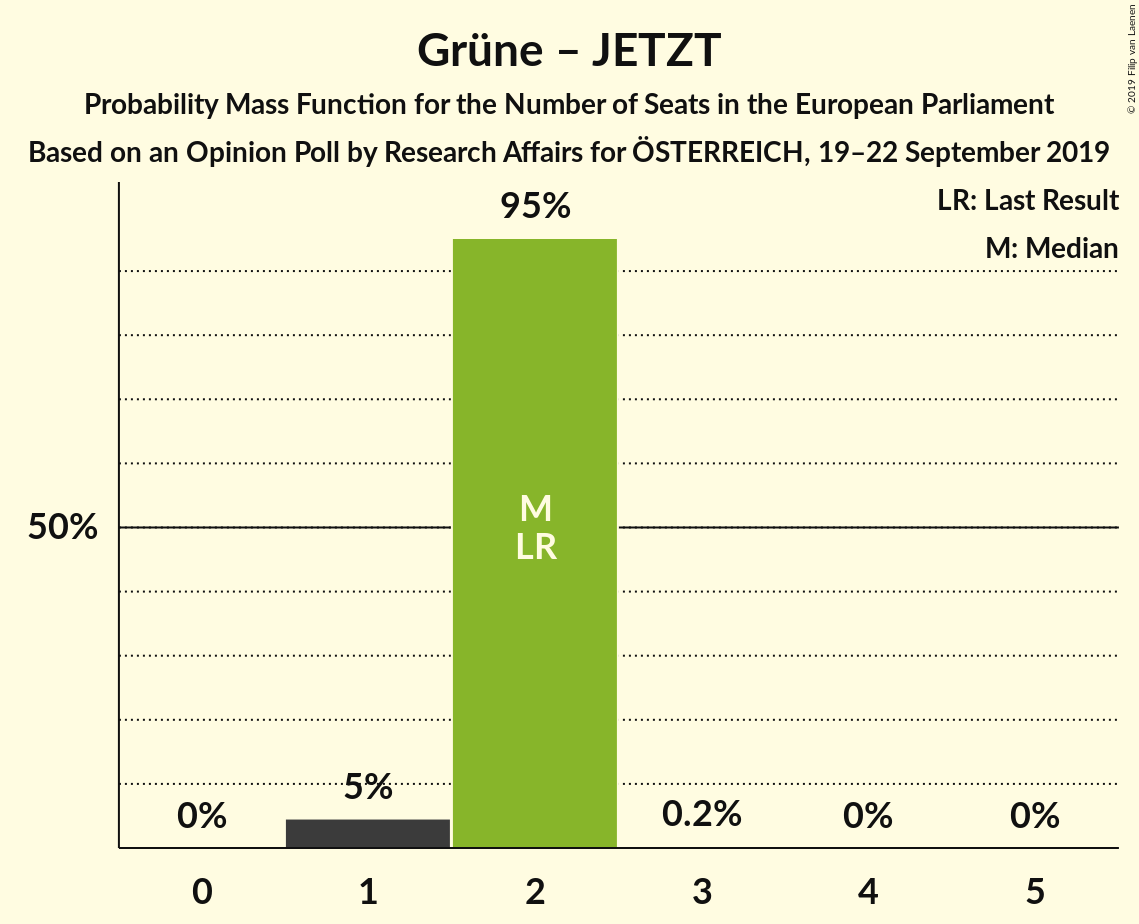 Grüne – JETZT
Probability Mass Function for the Number of Seats in the European Parliament
Based on an Opinion Poll by Research Affairs for ÖSTERREICH, 19–22 September 2019
© 2019 Filip van Laenen
LR: Last Result
M: Median
95%
M
LR
50%
5%
0%
0.2%
0%
0%
0 1 2 3 4 5